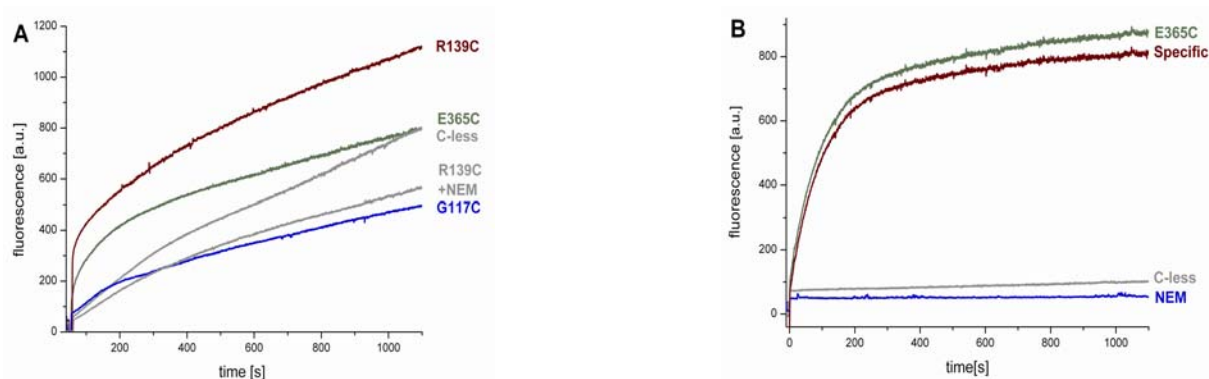 A
1200
1000
800
600
400
200
0
fluorescence [a.u.]
R139C
E365C
C-less
R139C
+NEM
G117C
200
400
600
800
1000
time [s]
B
800
600
400
200
0
fluorescence [a.u.]
E365C
Specific
C-less
NEM
0
200
400
600
800
1000
time[s]